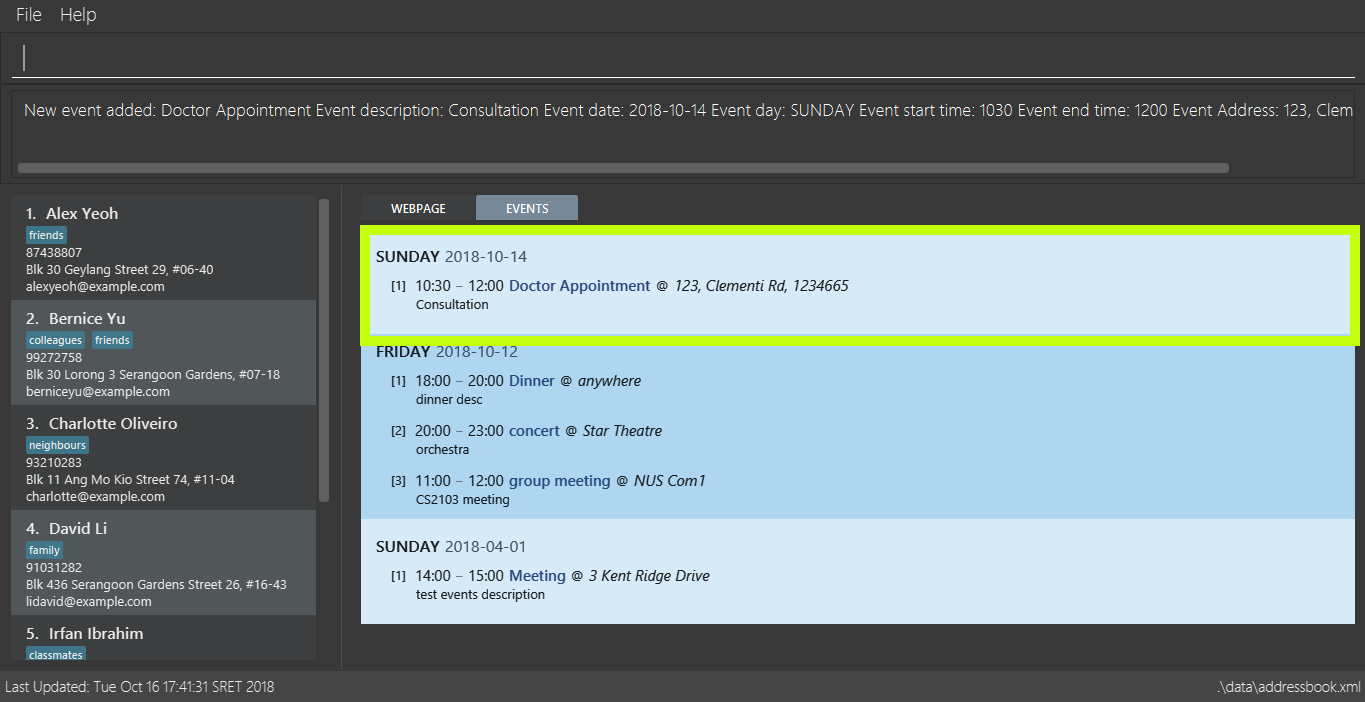 File Help
New event added: Doctor Appointment Event description: Consultation Event date: 2018-10-14 Event day: SUNDAY Event start time: 1030 Event end time: 1200 Event Address: 123, Clem
1. Alex Yeoh
friends
87438807
Blk 30 Geylang Street 29, #06-40
alexyeoh@example.com
2. Bernice Yu
colleagues friends
99272758
Blk 30 Lorong 3 Serangoon Gardens, #07-18
berniceyu@example.com
3. Charlotte Oliveiro
neighbours
93210283
Blk 11 Ang Mo Kio Street 74, #11-04
charlotte@example.com
4. David Li
family
91031282
Blk 436 Serangoon Gardens Street 26, #16-43
lidavid@example.com
5. Irfan Ibrahim
classmates
WEBPAGE EVENTS
SUNDAY 2018-10-14
[1] 10:30 – 12:00 Doctor Appointment @ 123, Clementi Rd, 1234665
Consultation
FRIDAY 2018-10-12
[1] 18:00 – 20:00 Dinner @ anywhere
dinner desc
[2] 20:00 – 23:00 concert @ Star Theatre
orchestra
[3] 11:00 – 12:00 group meeting @ NUS Com1
CS2103 meeting
SUNDAY 2018-04-01
[1] 14:00 – 15:00 Meeting @ 3 Kent Ridge Drive
test events description
Last Updated: Tue Oct 16 17:41:31 SRET 2018
.\data\addressbook.xml